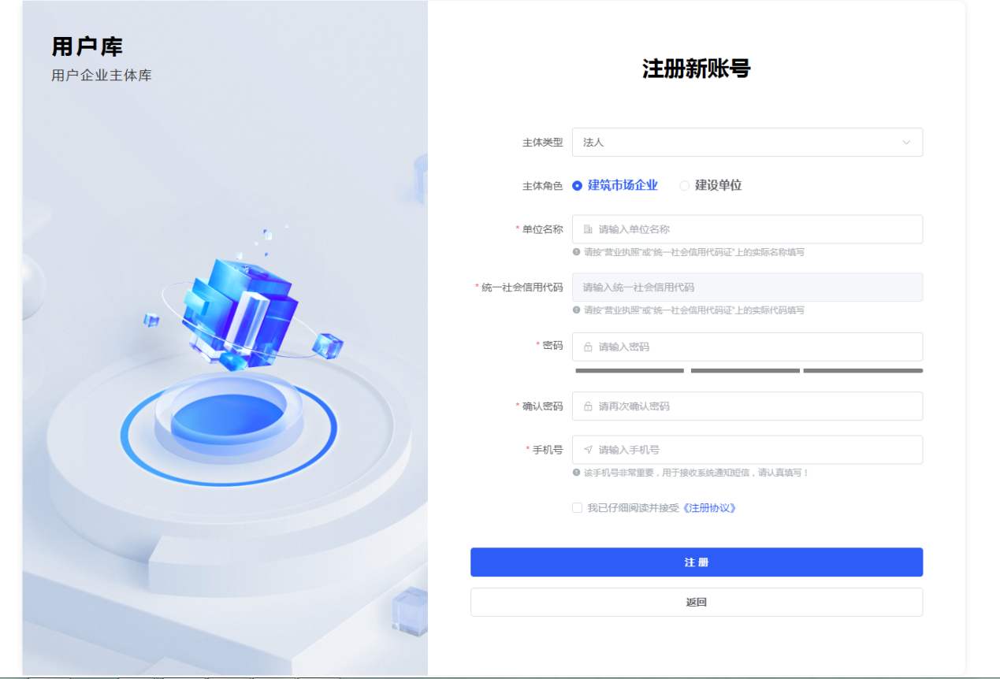 用户库
用户企业主体库
注册新账号
主体类型 法人
主体角色 建筑市场企业 建设单位
* 单位名称 请输入单位名称
请按"营业执照"或"统一社会信用代码证"上的实际名称填写
* 统一社会信用代码 请输入统一社会信用代码
请按"营业执照"或"统一社会信用代码证"上的实际代码填写
* 密码 请输入密码
* 确认密码 请再次确认密码
* 手机号 请输入手机号
该手机号非常重要，用于接收系统通知短信，请认真填写！
我已仔细阅读并接受《注册协议》
注 册
返回